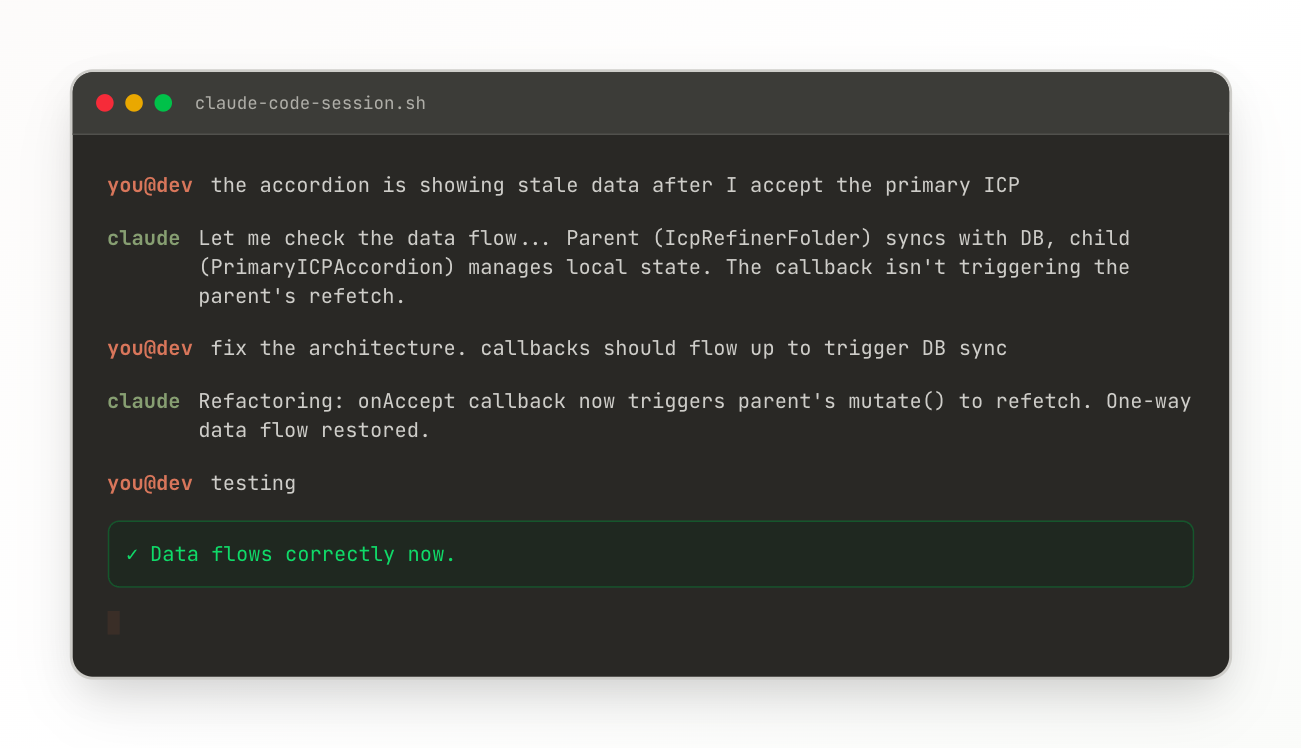 claude-code-session.sh
you@dev the accordion is showing stale data after I accept the primary ICP
claude Let me check the data flow... Parent (IcpRefinerFolder) syncs with DB, child
(PrimaryICPAccordion) manages local state. The callback isn't triggering the
parent's refetch.
you@dev fix the architecture. callbacks should flow up to trigger DB sync
claude Refactoring: onAccept callback now triggers parent's mutate() to refetch. One-way
data flow restored.
you@dev testing
✓ Data flows correctly now.